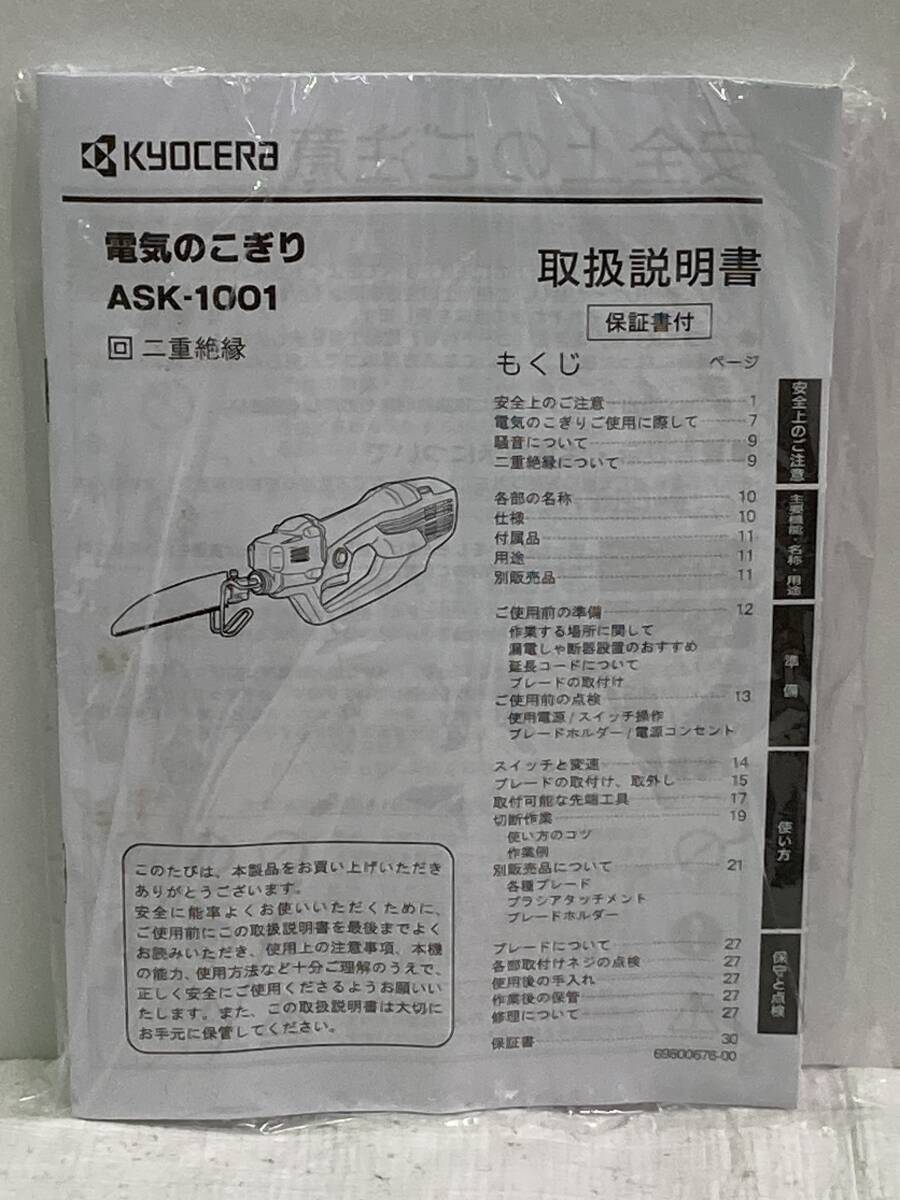 KYOCERA
電気のこぎり
ASK-1001
回 二重絶縁
取扱説明書
保証書付
もくじ ページ
安全上のご注意 1
電気のこぎりご使用に際して 7
騒音について 9
二重絶縁について 9
各部の名称 10
仕様 10
付属品 11
用途 11
別販売品 11
ご使用前の準備 12
作業する場所に関して
漏電しゃ断器設置のおすすめ
延長コードについて
ブレードの取付け
ご使用前の点検 13
使用電源/スイッチ操作
ブレードホルダー/電源コンセント
スイッチと変速 14
ブレードの取付け、取外し 15
取付可能な先端工具 17
切断作業 19
使い方のコツ
作業例
別販売品について 21
各種ブレード
ブラシアタッチメント
ブレードホルダー
ブレードについて 27
各部取付けネジの点検 27
使用後の手入れ 27
作業後の保管 27
修理について 27
保証書 30
69800676-00
安全上のご注意
主要機能・名称・用途
準備
使い方
保守と点検
このたびは、本製品をお買い上げいただき
ありがとうございます。
安全に能率よくお使いいただくために、
ご使用前にこの取扱説明書を最後までよく
お読みいただき、使用上の注意事項、本機
の能力、使用方法など十分ご理解のうえで、
正しく安全にご使用くださるようお願いい
たします。また、この取扱説明書は大切に
お手元に保管してください。